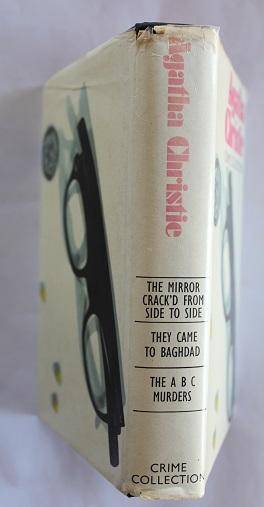 Agatha Christie
THE MIRROR
CRACK'D FROM
SIDE TO SIDE
THEY CAME
TO BAGHDAD
THE A B C
MURDERS
CRIME
COLLECTION